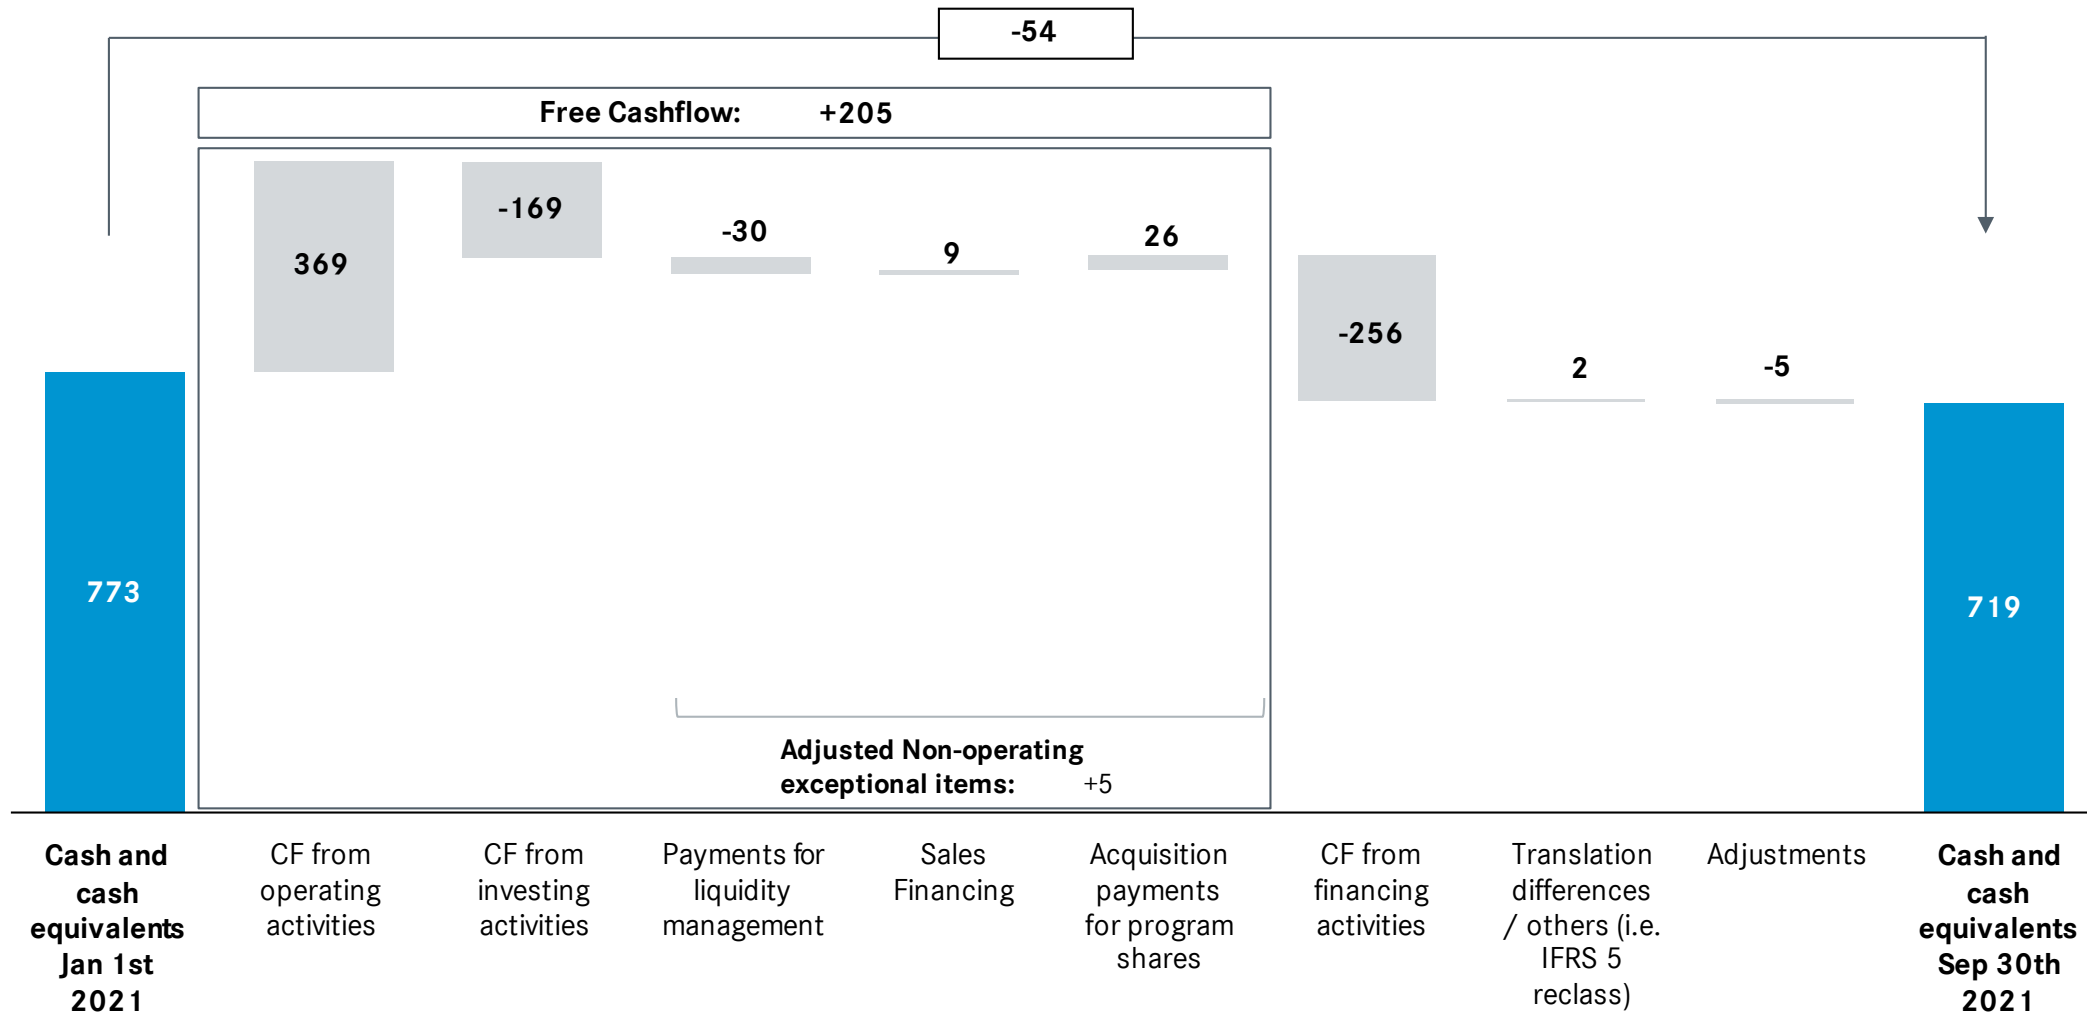 -54
Free Cashflow: +205
369
-169
-30
9
26
-256
2
-5
773
719
Adjusted Non-operating
exceptional items: +5
Cash and
cash
equivalents
Jan 1st
2021
CF from
operating
activities
CF from
investing
activities
Payments for
liquidity
management
Sales
Financing
Acquisition
payments
for program
shares
CF from
financing
activities
Translation
differences
/ others (i.e.
IFRS 5
reclass)
Adjustments
Cash and
cash
equivalents
Sep 30th
2021